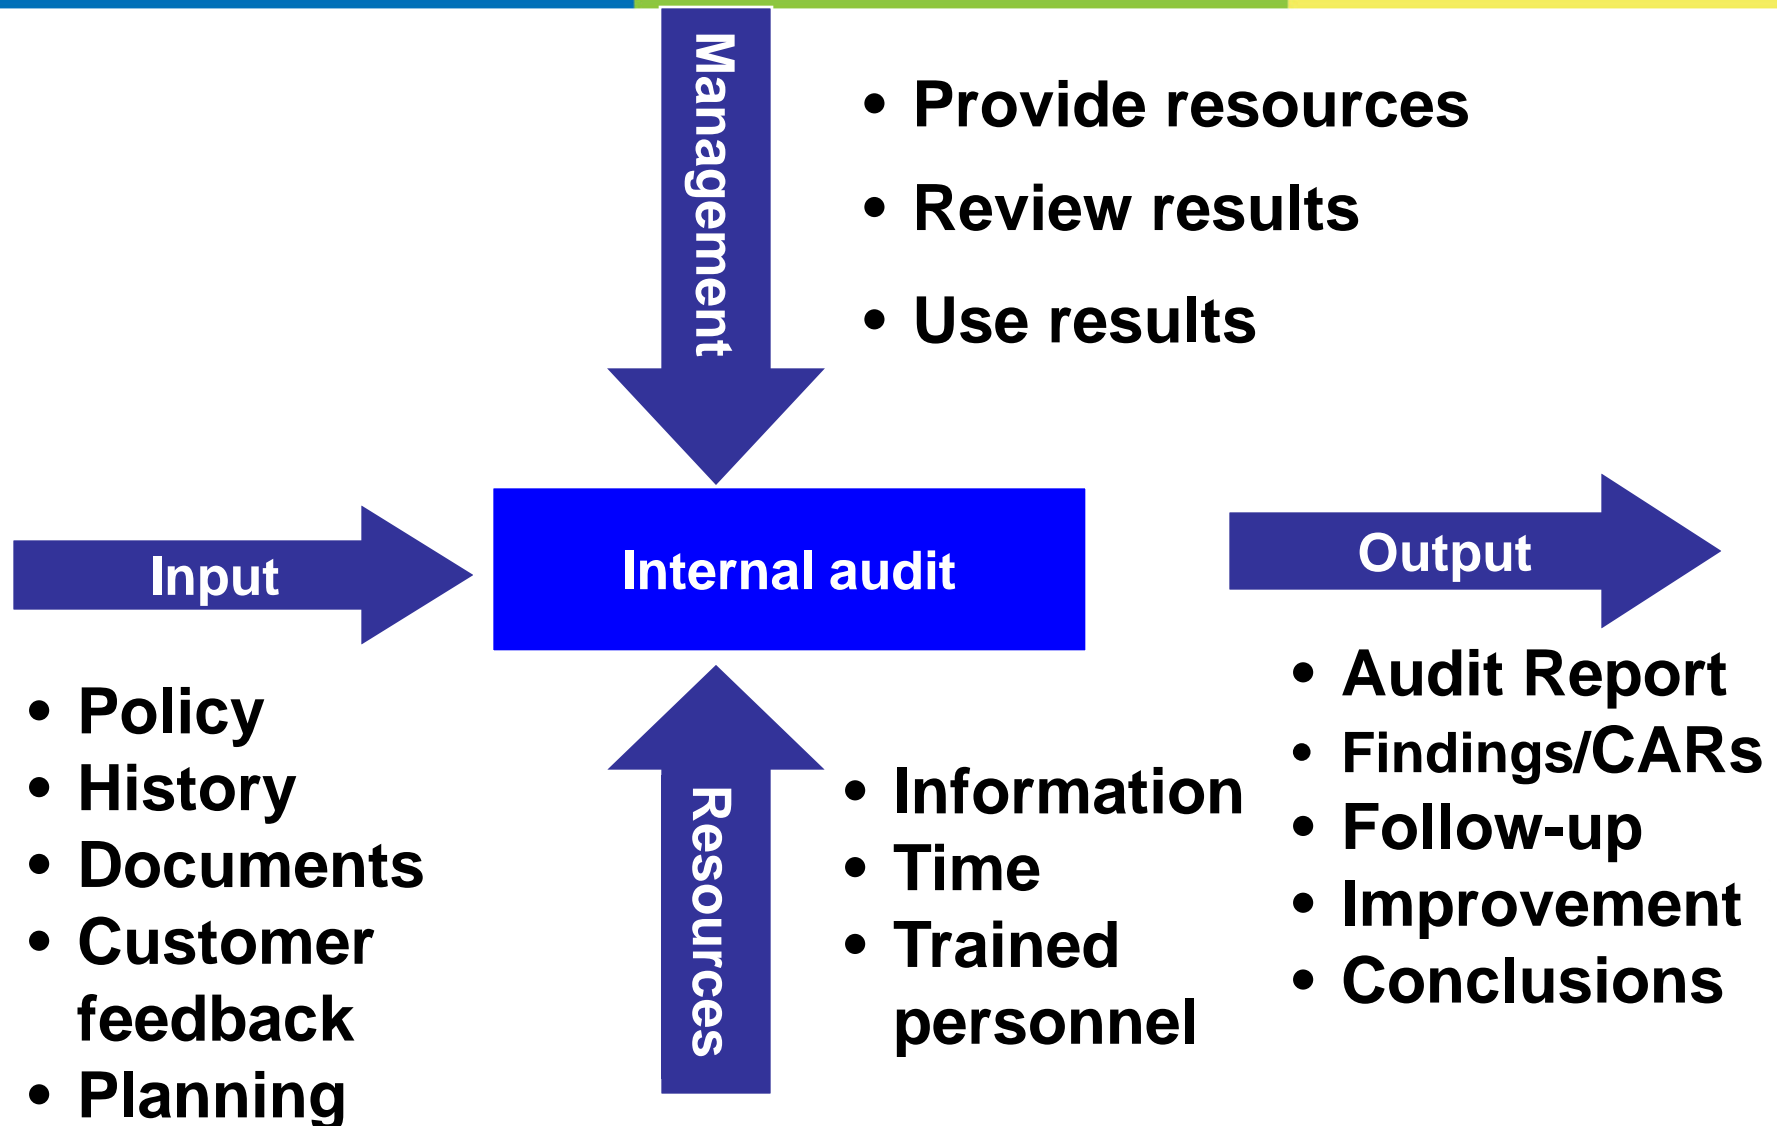 Management
• Provide resources
• Review results
• Use results
Input
Internal audit
Output
• Policy
• History
• Documents
• Customer
feedback
• Planning
Resources
• Information
• Time
• Trained
personnel
• Audit Report
• Findings/CARs
• Follow-up
• Improvement
• Conclusions